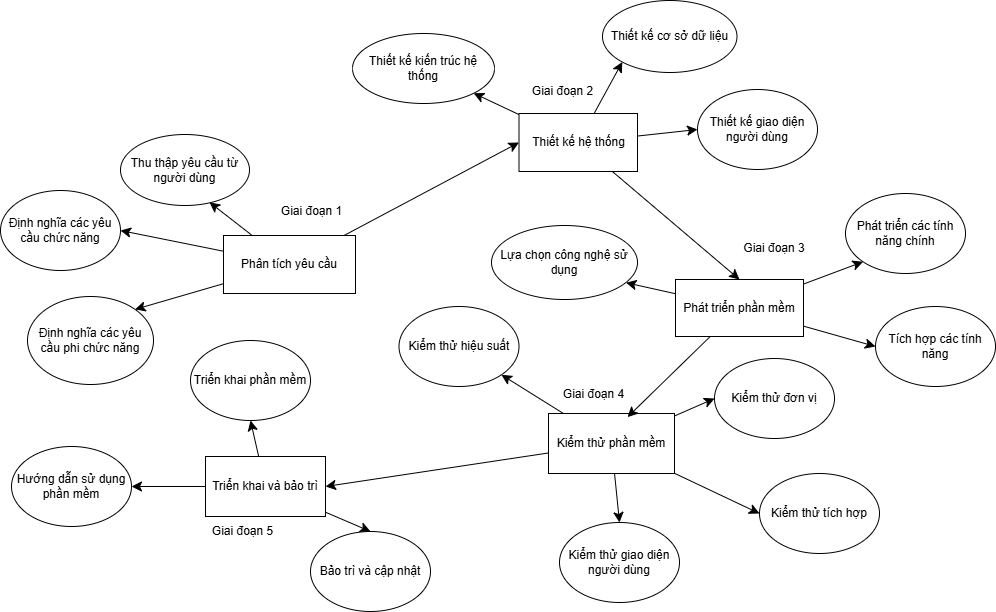 Thiết kế cơ sở dữ liệu
Thiết kế kiến trúc hệ
thống
Giai đoạn 2
Thiết kế hệ thống
Thiết kế giao diện
người dùng
Thu thập yêu cầu từ
người dùng
Giai đoạn 1
Định nghĩa các yêu
cầu chức năng
Phân tích yêu cầu
Định nghĩa các yêu
cầu phi chức năng
Giai đoạn 3
Phát triển các tính
năng chính
Lựa chọn công nghệ sử
dụng
Phát triển phần mềm
Tích hợp các tính
năng
Kiểm thử hiệu suất
Giai đoạn 4
Kiểm thử đơn vị
Kiểm thử phần mềm
Kiểm thử tích hợp
Kiểm thử giao diện
người dùng
Triển khai phần mềm
Hướng dẫn sử dụng
phần mềm
Triển khai và bảo trì
Giai đoạn 5
Bảo trì và cập nhật